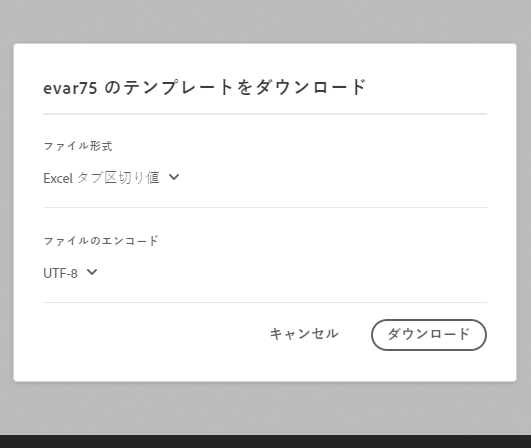 evar75 のテンプレートをダウンロード
ファイル形式
Excel タブ区切り値
ファイルのエンコード
UTF-8
キャンセル ダウンロード